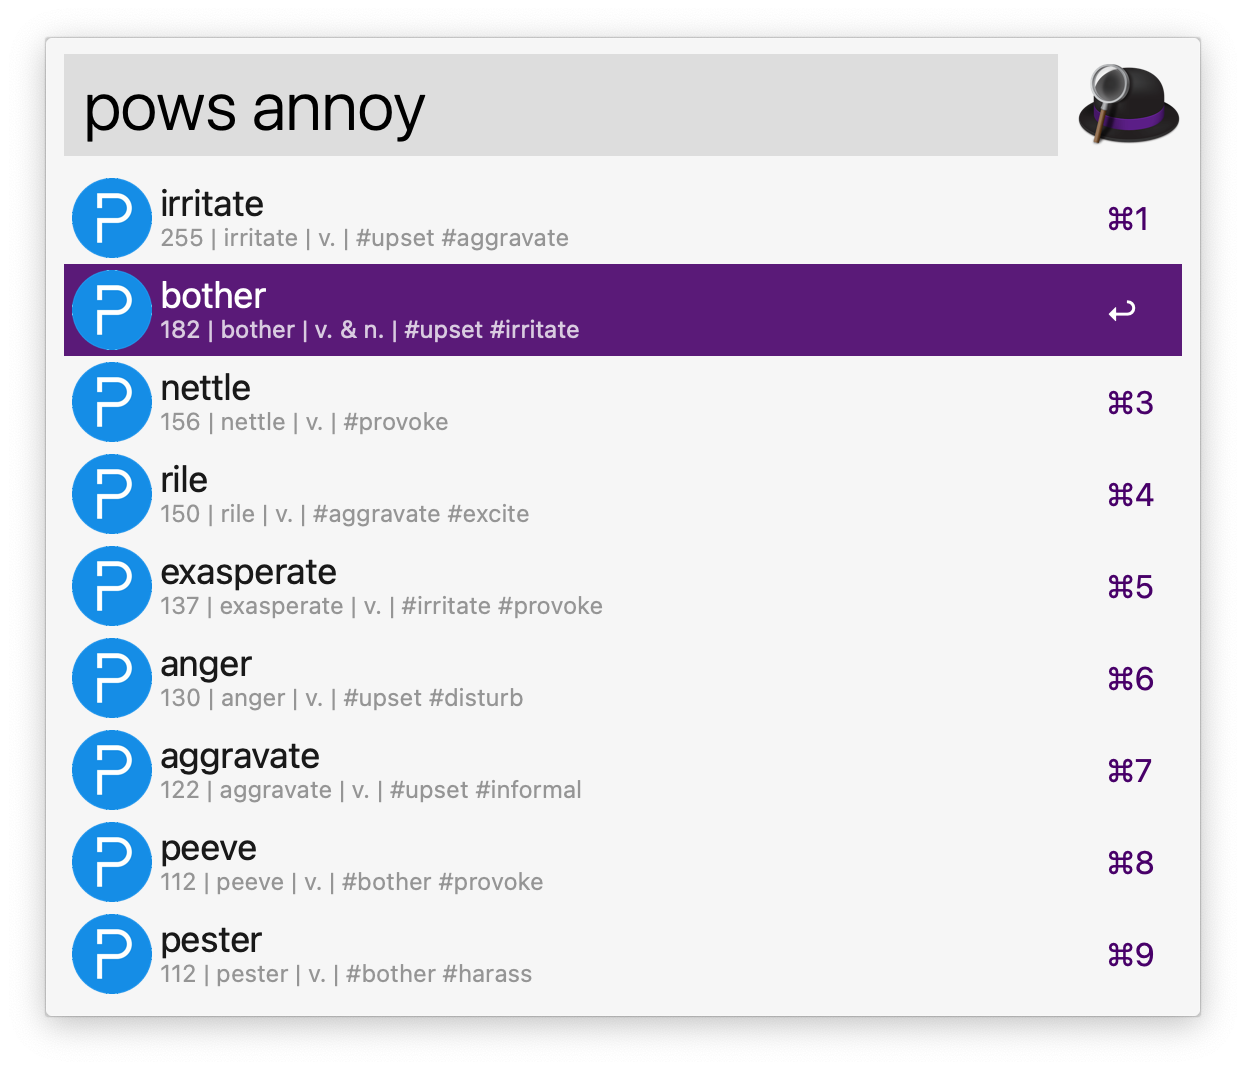 pows annoy
irritate
255 | irritate | v. | #upset #aggravate
⌘1
bother
182 | bother | v. & n. | #upset #irritate
↩
nettle
156 | nettle | v. | #provoke
⌘3
rile
150 | rile | v. | #aggravate #excite
⌘4
exasperate
137 | exasperate | v. | #irritate #provoke
⌘5
anger
130 | anger | v. | #upset #disturb
⌘6
aggravate
122 | aggravate | v. | #upset #informal
⌘7
peeve
112 | peeve | v. | #bother #provoke
⌘8
pester
112 | pester | v. | #bother #harass
⌘9